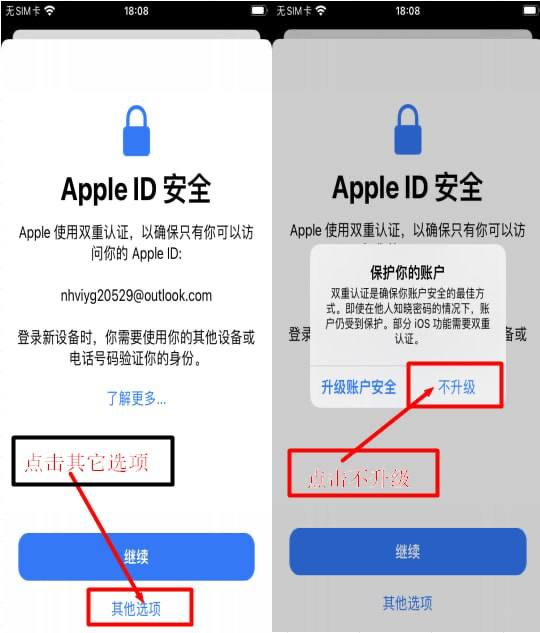 无SIM卡 18:08
Apple ID 安全
Apple 使用双重认证，以确保只有你可以访
问你的 Apple ID:
nhviyg20529@outlook.com
登录新设备时，你需要使用你的其他设备或
电话号码验证你的身份。
了解更多...
点击其它选项
继续
其他选项
无SIM卡 18:08
Apple ID 安全
Apple 使用双重认证，以确保只有你可以访
保护你的账户
双重认证是确保你账户安全的最佳方
式。即使在他人知晓密码的情况下，账
户仍受到保护。部分 iOS 功能需要双重
认证。
登录 或
升级账户安全 不升级
点击不升级
继续
其他选项